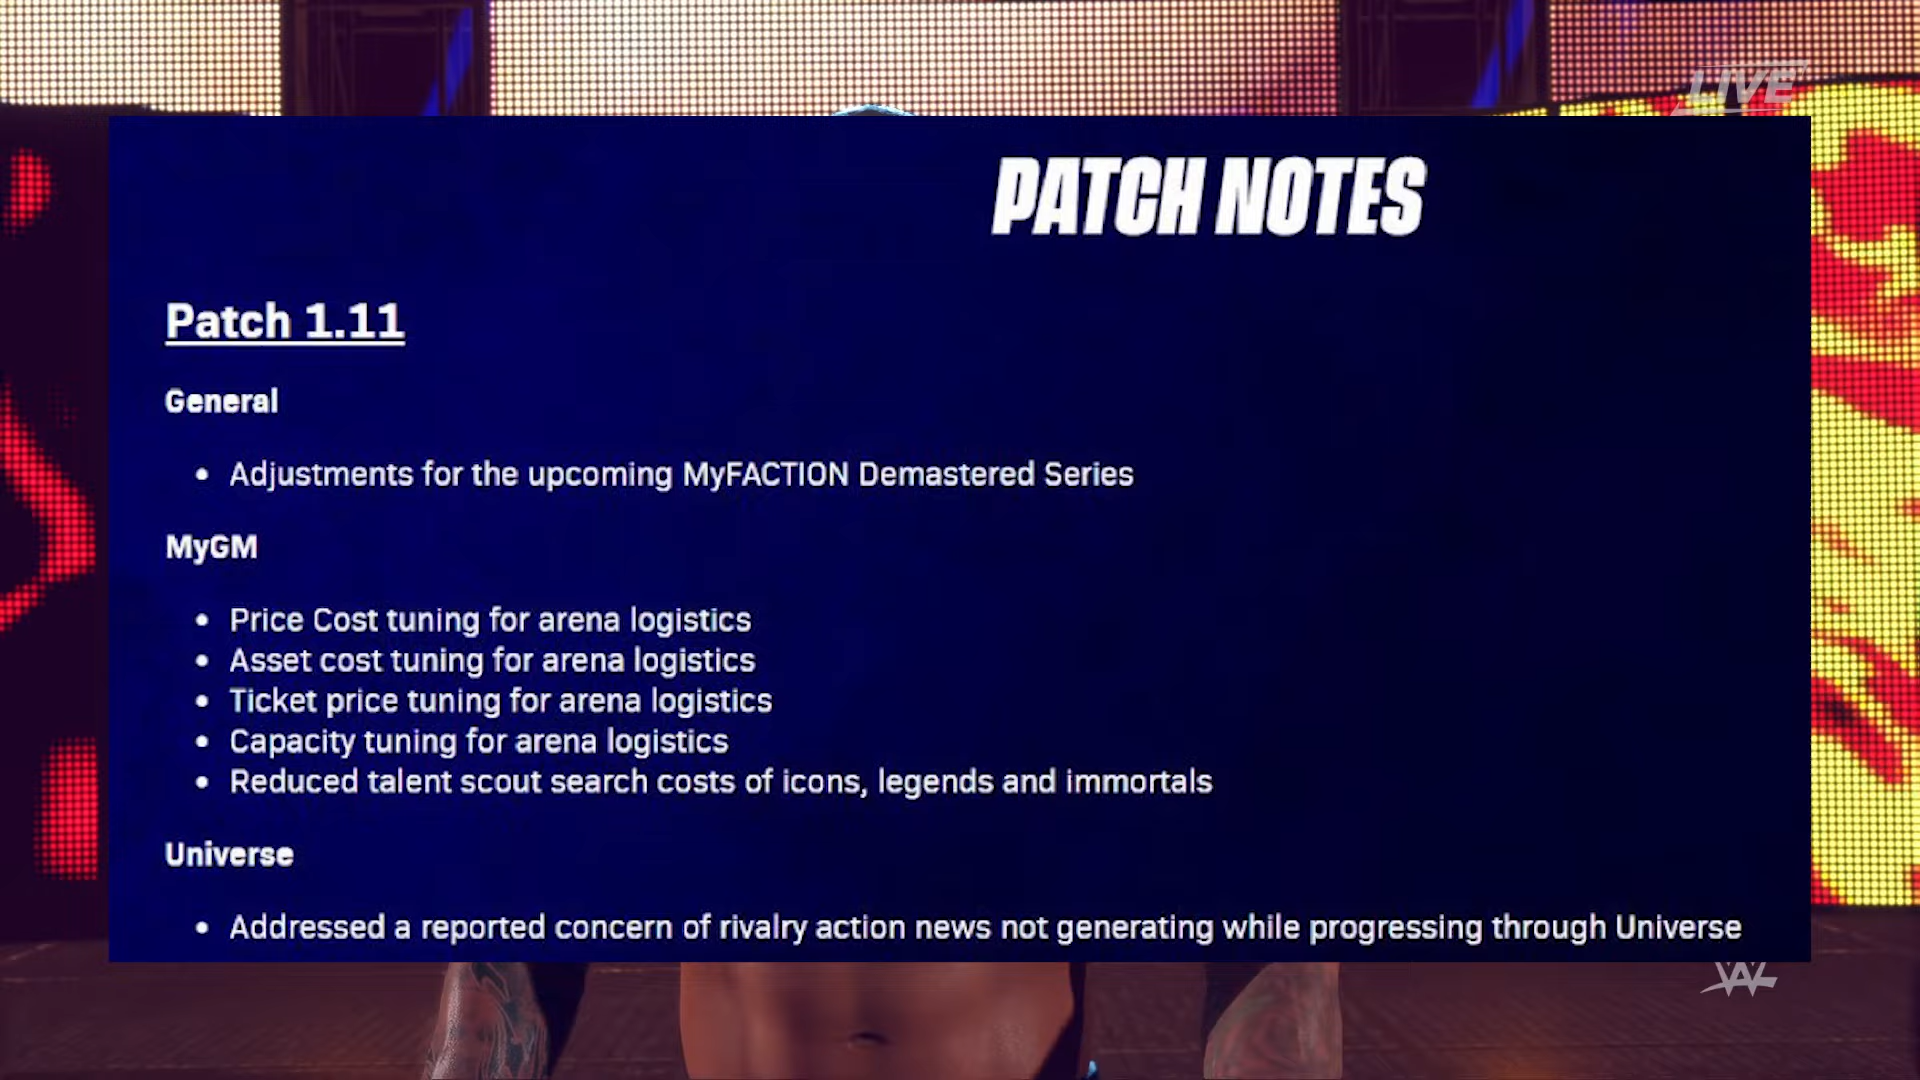 LIVE
PATCH NOTES
Patch 1.11
General
• Adjustments for the upcoming MyFACTION Demastered Series
MyGM
• Price Cost tuning for arena logistics
• Asset cost tuning for arena logistics
• Ticket price tuning for arena logistics
• Capacity tuning for arena logistics
• Reduced talent scout search costs of icons, legends and immortals
Universe
• Addressed a reported concern of rivalry action news not generating while progressing through Universe
W